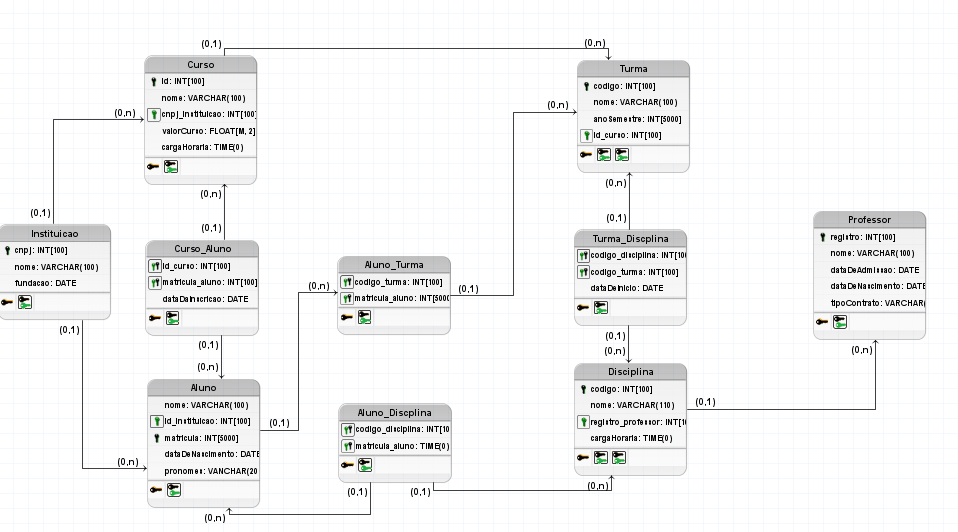 (0,1)
(0,n)
Curso
id: INT[100]
nome: VARCHAR(100)
cnpj_instituicao: INT[100]
valorCurso: FLOAT[M, 2]
cargaHoraria: TIME(0)
Turma
codigo: INT[100]
nome: VARCHAR(100)
anoSemestre: INT[5000]
id_curso: INT[100]
(0,n)
(0,n)
(0,n)
(0,n)
(0,1)
(0,1)
(0,1)
Instituicao
cnpj: INT[100]
nome: VARCHAR(100)
fundacao: DATE
Curso_Aluno
id_curso: INT[100]
matricula_aluno: INT[100]
dataDeInscricao: DATE
Aluno_Turma
codigo_turma: INT[100]
matricula_aluno: INT[5000
Turma_Discplina
codigo_disciplina: INT[10
codigo_turma: INT[100]
dataDeInicio: DATE
Professor
registro: INT[100]
nome: VARCHAR(100)
dataDeAdmissao: DATE
dataDeNascimento: DATE
tipoContrato: VARCHAR(
(0,n)
(0,1)
(0,1)
(0,1)
(0,n)
(0,1)
(0,n)
(0,n)
Aluno
nome: VARCHAR(100)
id_instituicao: INT[100]
matricula: INT[5000]
dataDeNascimento: DATE
pronomes: VANCHAR(20
(0,1)
(0,n)
Aluno_Discplina
codigo_disciplina: INT[10
matricula_aluno: TIME(0)
Disciplina
codigo: INT[100]
nome: VARCHAR(110)
registro_professor: INT[1
cargaHoraria: TIME(0)
(0,1)
(0,1)
(0,1)
(0,n)
(0,n)